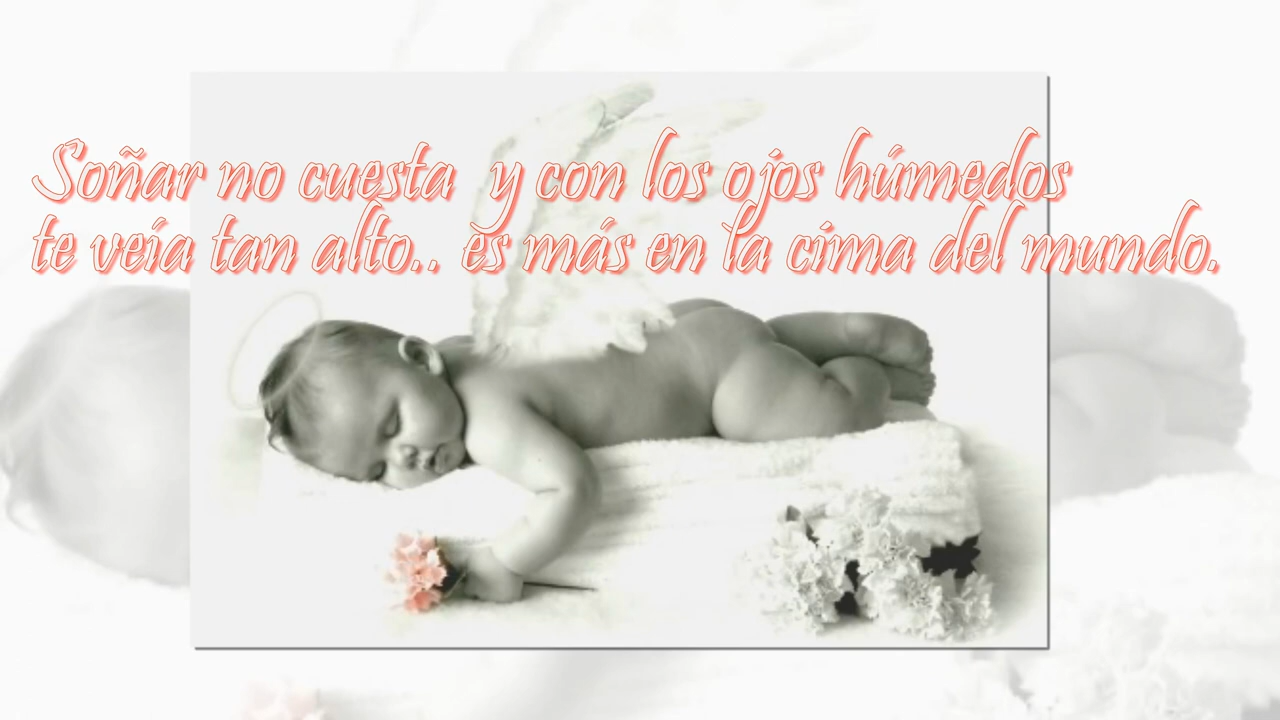 Soñar no cuesta y con los ojos húmedos
te veía tan alto.. es más en la cima del mundo.